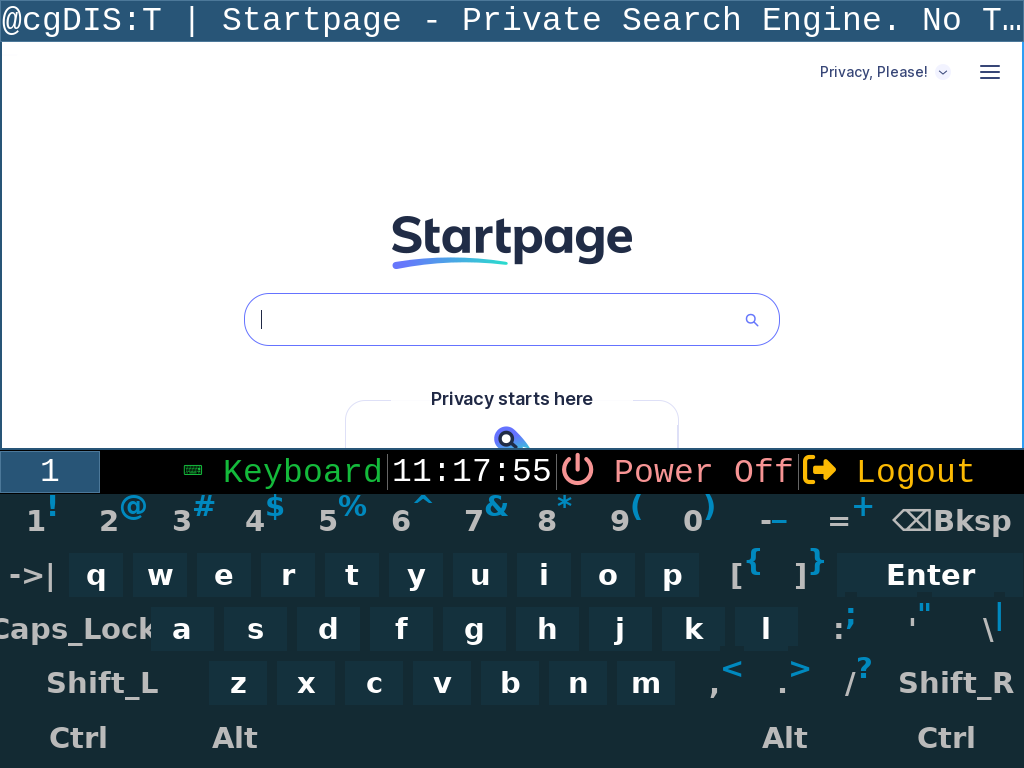 @cgDIS:T | Startpage - Private Search Engine. No T…
Privacy, Please!
Startpage
Privacy starts here
1 ⌨ Keyboard 11:17:55 Power Off Logout
1! 2@ 3# 4$ 5% 6^ 7& 8* 9( 0) -_ =+ ⌫Bksp
->| q w e r t y u i o p [{ ]} Enter
Caps_Lock a s d f g h j k l :; '" \|
Shift_L z x c v b n m ,< .> /? Shift_R
Ctrl Alt Alt Ctrl